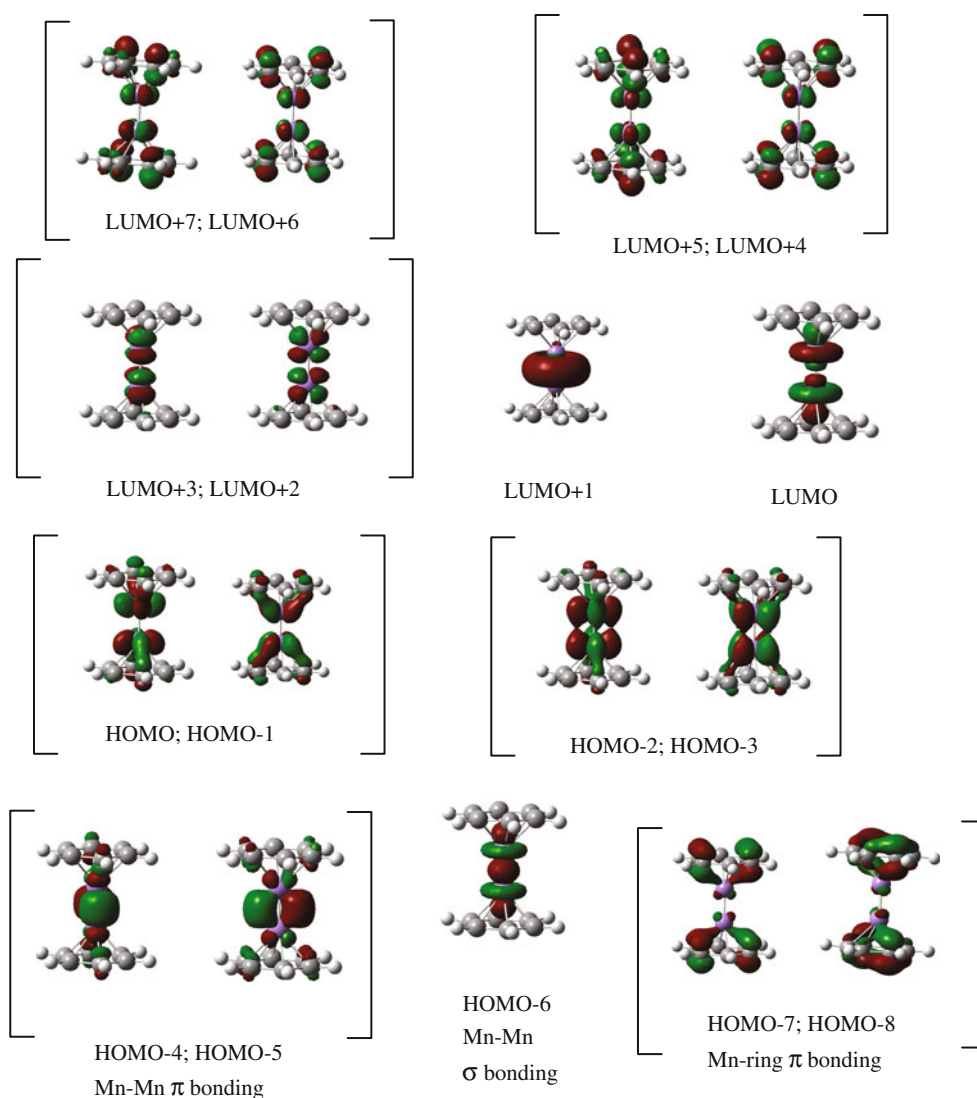 LUMO+7; LUMO+6
LUMO+5; LUMO+4
LUMO+3; LUMO+2
LUMO+1
LUMO
HOMO; HOMO-1
HOMO-2; HOMO-3
HOMO-4; HOMO-5
Mn-Mn π bonding
HOMO-6
Mn-Mn
σ bonding
HOMO-7; HOMO-8
Mn-ring π bonding